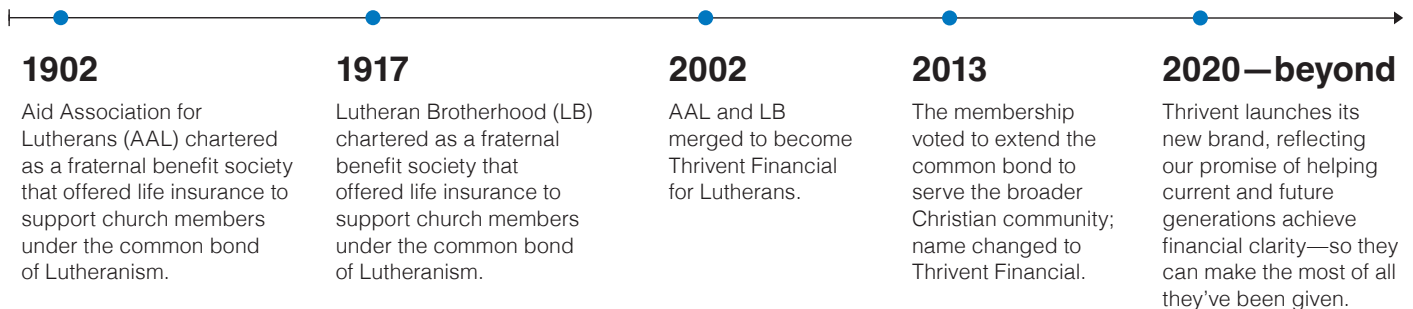 1902
Aid Association for
Lutherans (AAL) chartered
as a fraternal benefit society
that offered life insurance to
support church members
under the common bond
of Lutheranism.
1917
Lutheran Brotherhood (LB)
chartered as a fraternal
benefit society that
offered life insurance to
support church members
under the common bond
of Lutheranism.
2002
AAL and LB
merged to become
Thrivent Financial
for Lutherans.
2013
The membership
voted to extend the
common bond to
serve the broader
Christian community;
name changed to
Thrivent Financial.
2020—beyond
Thrivent launches its
new brand, reflecting
our promise of helping
current and future
generations achieve
financial clarity—so they
can make the most of all
they’ve been given.